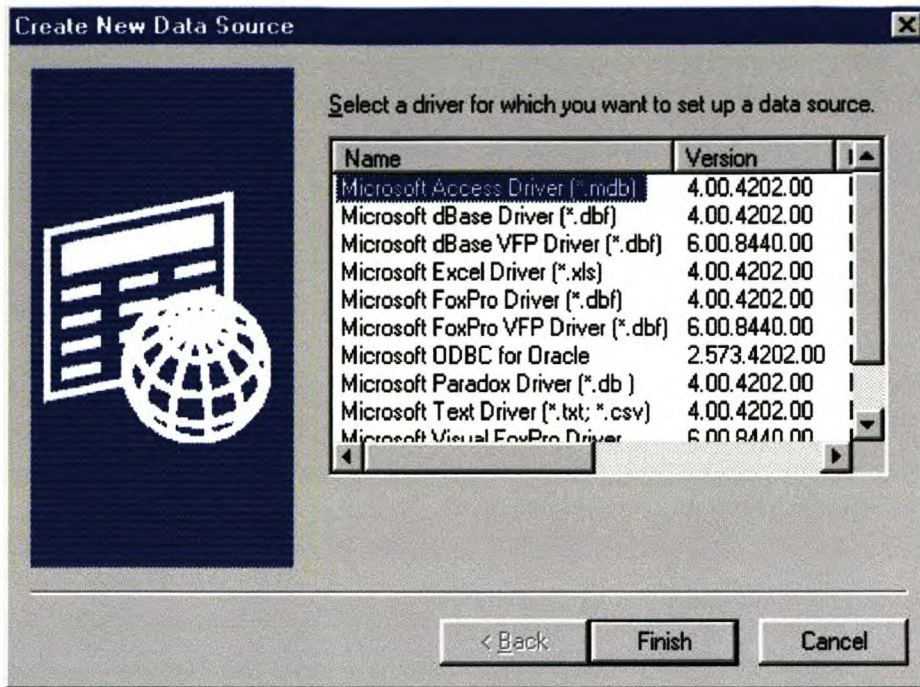 Create New Data Source
Select a driver for which you want to set up a data source.
Name Version
Microsoft Access Driver (*.mdb) 4.00.4202.00
Microsoft dBase Driver (*.dbf) 4.00.4202.00
Microsoft dBase VFP Driver (*.dbf) 6.00.8440.00
Microsoft Excel Driver (*.xls) 4.00.4202.00
Microsoft FoxPro Driver (*.dbf) 4.00.4202.00
Microsoft FoxPro VFP Driver (*.dbf) 6.00.8440.00
Microsoft ODBC for Oracle 2.573.4202.00
Microsoft Paradox Driver (*.db ) 4.00.4202.00
Microsoft Text Driver (*.txt; *.csv) 4.00.4202.00
Microsoft Visual FoxPro Driver 6.00.8440.00
< Back Finish Cancel